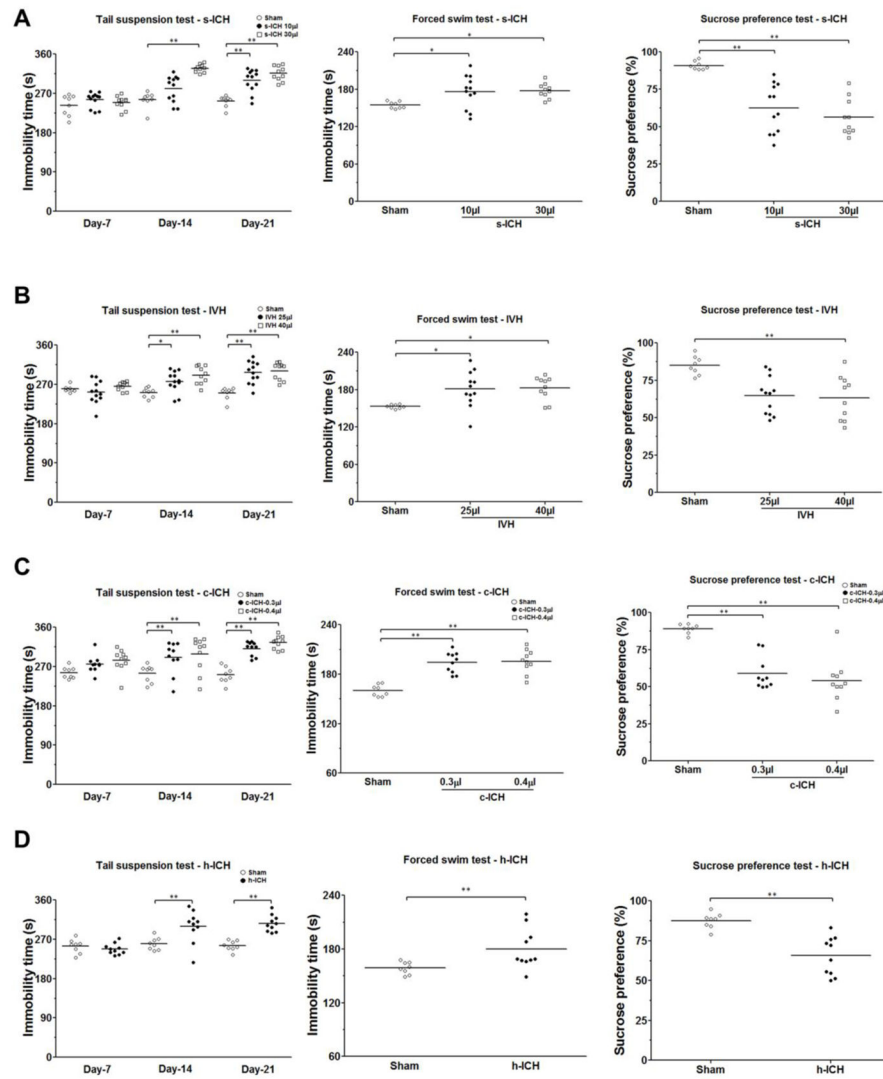 A
Tail suspension test - s-ICH
Sham
s-ICH 10µl
s-ICH 30µl
Immobility time (s)
360
270
180
90
0
** ** **
**
Day-7 Day-14 Day-21
Forced swim test - s-ICH
Immobility time (s)
240
180
120
60
0
*
*
Sham 10µl 30µl
s-ICH
Sucrose preference test - s-ICH
Sucrose preference (%)
100
75
50
25
0
**
**
Sham 10µl 30µl
s-ICH
B
Tail suspension test - IVH
Sham
IVH 25µl
IVH 40µl
Immobility time (s)
360
270
180
90
0
** **
* **
Day-7 Day-14 Day-21
Forced swim test - IVH
Immobility time (s)
240
180
120
60
0
*
*
Sham 25µl 40µl
IVH
Sucrose preference test - IVH
Sucrose preference (%)
100
75
50
25
0
**
Sham 25µl 40µl
IVH
C
Tail suspension test - c-ICH
Sham
c-ICH-0.3µl
c-ICH-0.4µl
Immobility time (s)
360
270
180
90
0
** **
** **
Day-7 Day-14 Day-21
Forced swim test - c-ICH
Sham
c-ICH-0.3µl
c-ICH-0.4µl
Immobility time (s)
240
180
120
60
**
**
Sham 0.3µl 0.4µl
c-ICH
Sucrose preference test - c-ICH
Sham
c-ICH-0.3µl
c-ICH-0.4µl
Sucrose preference (%)
100
75
50
25
0
**
**
Sham 0.3µl 0.4µl
c-ICH
D
Tail suspension test - h-ICH
Sham
h-ICH
Immobility time (s)
360
270
180
90
0
** **
Day-7 Day-14 Day-21
Forced swim test - h-ICH
Immobility time (s)
240
180
120
60
**
Sham h-ICH
Sucrose preference test - h-ICH
Sucrose preference (%)
100
75
50
25
0
**
Sham h-ICH